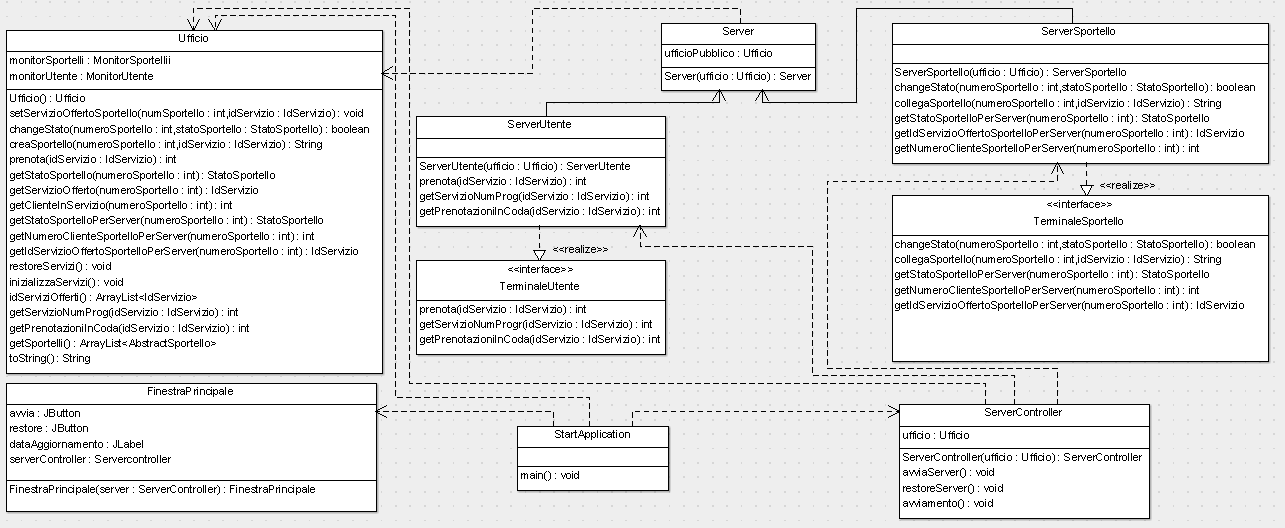 Ufficio
monitorSportelli : MonitorSportellii
monitorUtente : MonitorUtente
Ufficio() : Ufficio
setServizioOffertoSportello(numSportello : int,idServizio : IdServizio) : void
changeStato(numeroSportello : int,statoSportello : StatoSportello) : boolean
creaSportello(numeroSportello : int,idServizio : IdServizio) : String
prenota(idServizio : IdServizio) : int
getStatoSportello(numeroSportello : int) : StatoSportello
getServizioOfferto(numeroSportello : int) : IdServizio
getClienteInServizio(numeroSportello : int) : int
getStatoSportelloPerServer(numeroSportello : int) : StatoSportello
getNumeroClienteSportelloPerServer(numeroSportello : int) : int
getIdServizioOffertoSportelloPerServer(numeroSportello : int) : IdServizio
restoreServizi() : void
inizializzaServizi() : void
idServiziOfferti() : ArrayList<IdServizio>
getServizioNumProg(idServizio : IdServizio) : int
getPrenotazioniInCoda(idServizio : IdServizio) : int
getSportelli() : ArrayList<AbstractSportello>
toString() : String
Server
ufficioPubblico : Ufficio
Server(ufficio : Ufficio) : Server
ServerSportello
ServerSportello(ufficio : Ufficio) : ServerSportello
changeStato(numeroSportello : int,statoSportello : StatoSportello) : boolean
collegaSportello(numeroSportello : int,idServizio : IdServizio) : String
getStatoSportelloPerServer(numeroSportello : int) : StatoSportello
getIdServizioOffertoSportelloPerServer(numeroSportello : int) : IdServizio
getNumeroClienteSportelloPerServer(numeroSportello : int) : int
ServerUtente
ServerUtente(ufficio : Ufficio) : ServerUtente
prenota(idServizio : IdServizio) : int
getServizioNumProg(idServizio : IdServizio) : int
getPrenotazioniInCoda(idServizio : IdServizio) : int
<<realize>>
<<realize>>
<<interface>>
TerminaleUtente
prenota(idServizio : IdServizio) : int
getServizioNumProgr(idServizio : IdServizio) : int
getPrenotazioniInCoda(idServizio : IdServizio) : int
<<interface>>
TerminaleSportello
changeStato(numeroSportello : int,statoSportello : StatoSportello) : boolean
collegaSportello(numeroSportello : int,idServizio : IdServizio) : String
getStatoSportelloPerServer(numeroSportello : int) : StatoSportello
getNumeroClienteSportelloPerServer(numeroSportello : int) : int
getIdServizioOffertoSportelloPerServer(numeroSportello : int) : IdServizio
FinestraPrincipale
avvia : JButton
restore : JButton
dataAggiornamento : JLabel
serverController : Servercontroller
FinestraPrincipale(server : ServerController) : FinestraPrincipale
StartApplication
main() : void
ServerController
ufficio : Ufficio
ServerController(ufficio : Ufficio) : ServerController
avviaServer() : void
restoreServer() : void
avviamento() : void